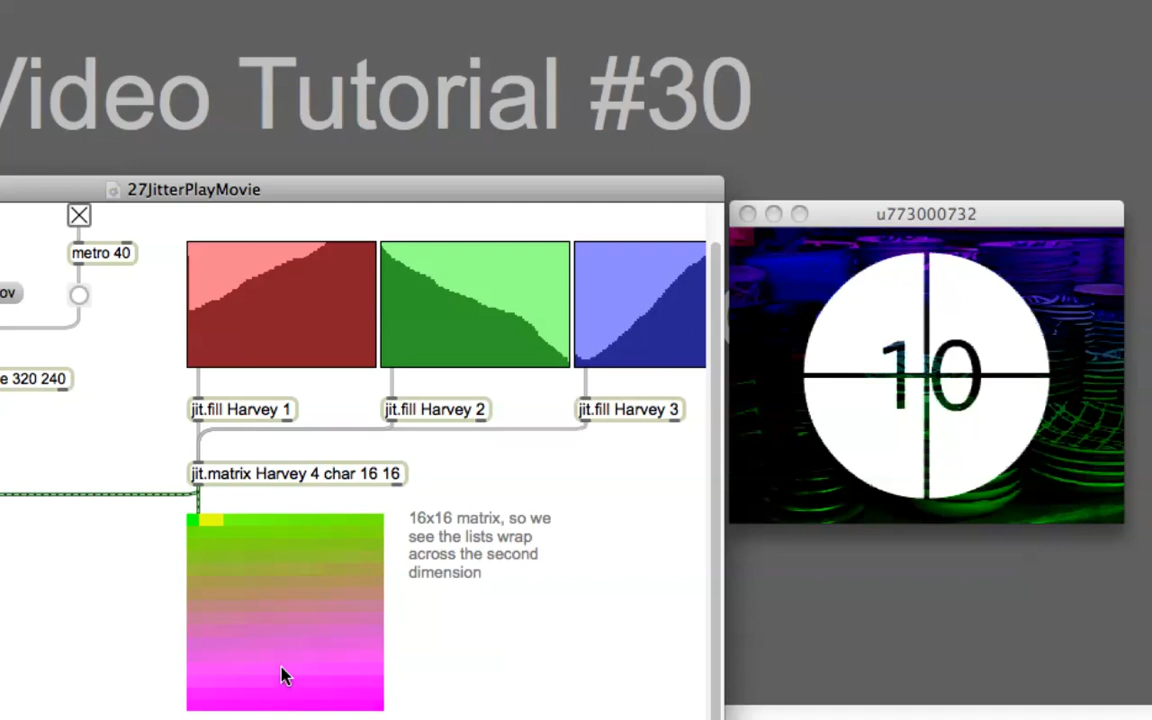 Video Tutorial #30
27JitterPlayMovie
u773000732
metro 40
ov
e 320 240
jit.fill Harvey 1
jit.fill Harvey 2
jit.fill Harvey 3
jit.matrix Harvey 4 char 16 16
16x16 matrix, so we
see the lists wrap
across the second
dimension
10